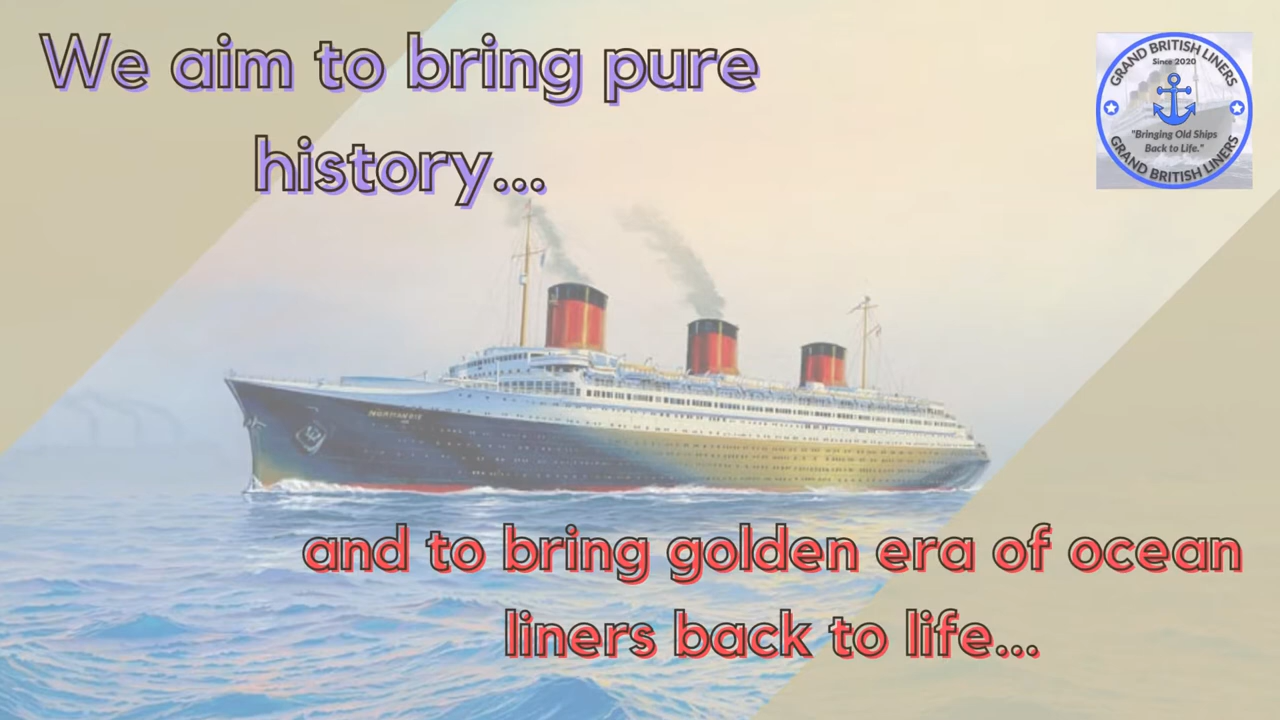 We aim to bring pure
history...
GRAND BRITISH LINERS
Since 2020
"Bringing Old Ships
Back to Life."
GRAND BRITISH LINERS
NORMANDIE
and to bring golden era of ocean
liners back to life...